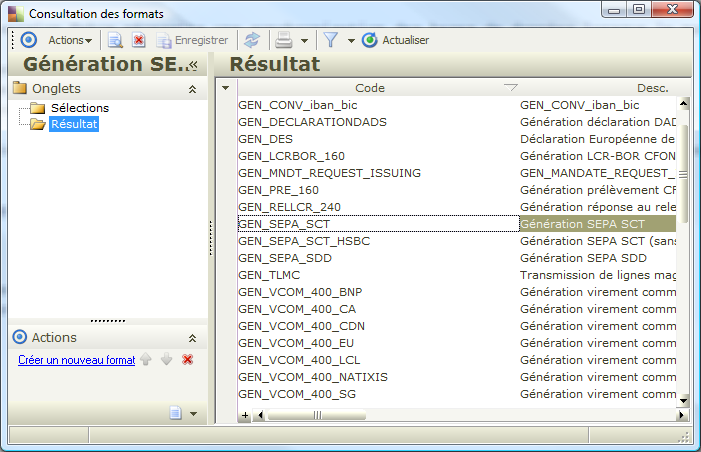 Consultation des formats
Actions Enregistrer Actualiser
Génération SE...
Résultat
Onglets
Sélections
Résultat
Actions
Créer un nouveau format
Code Desc.
GEN_CONV_iban_bic GEN_CONV_iban_bic
GEN_DECLARATIONDADS Génération déclaration DAD
GEN_DES Déclaration Européenne de
GEN_LCRBOR_160 Génération LCR-BOR CFON
GEN_MNDT_REQUEST_ISSUING GEN_MANDATE_REQUEST_
GEN_PRE_160 Génération prélèvement CF
GEN_RELLCR_240 Génération réponse au rele
GEN_SEPA_SCT Génération SEPA SCT
GEN_SEPA_SCT_HSBC Génération SEPA SCT (sans
GEN_SEPA_SDD Génération SEPA SDD
GEN_TLMC Transmission de lignes mag
GEN_VCOM_400_BNP Génération virement comm
GEN_VCOM_400_CA Génération virement comm
GEN_VCOM_400_CDN Génération virement comm
GEN_VCOM_400_EU Génération virement comm
GEN_VCOM_400_LCL Génération virement comm
GEN_VCOM_400_NATIXIS Génération virement comm
GEN_VCOM_400_SG Génération virement comm